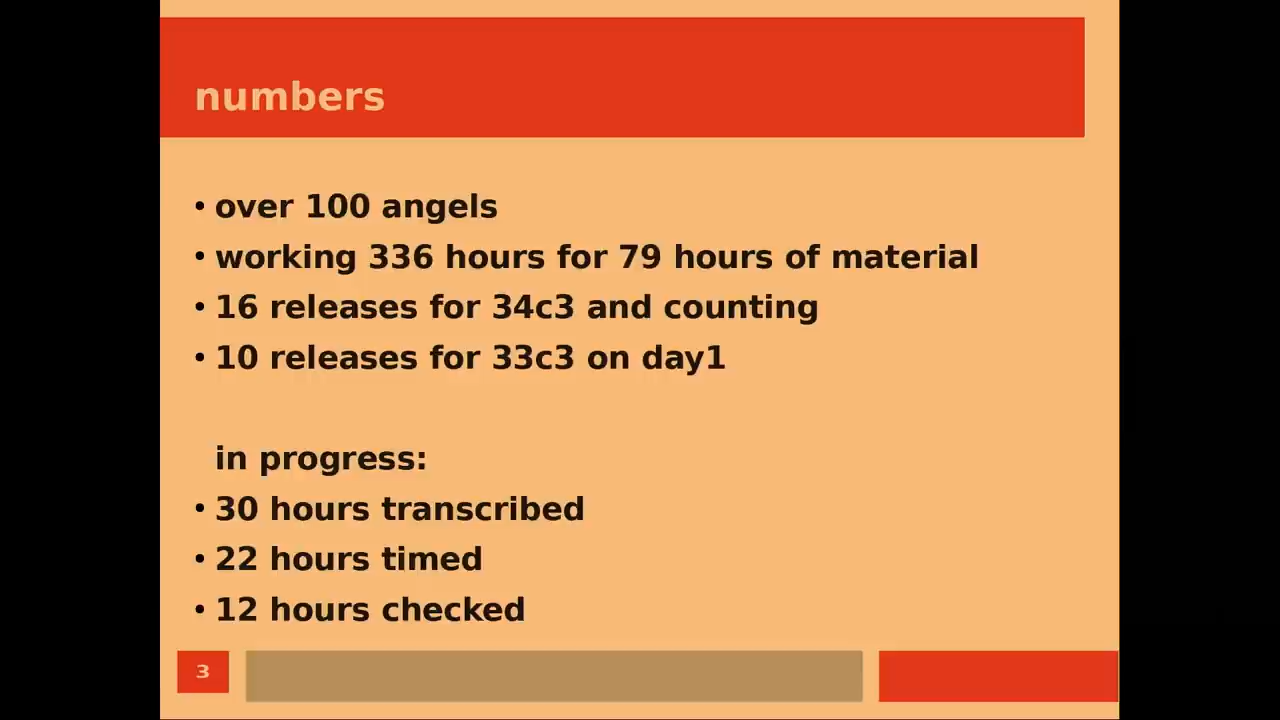 numbers
• over 100 angels
• working 336 hours for 79 hours of material
• 16 releases for 34c3 and counting
• 10 releases for 33c3 on day1
in progress:
• 30 hours transcribed
• 22 hours timed
• 12 hours checked
3